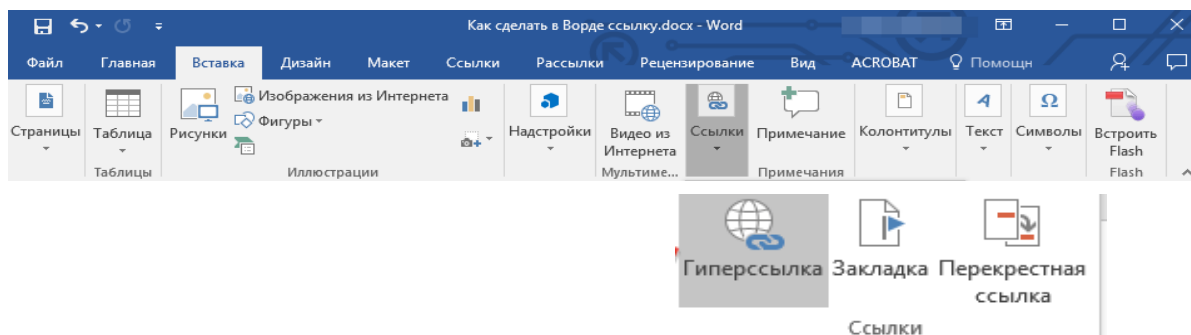 Как сделать в Ворде ссылку.docx - Word
Файл Главная Вставка Дизайн Макет Ссылки Рассылки Рецензирование Вид ACROBAT Помощн
Страницы
Таблица
Рисунки
Изображения из Интернета
Фигуры
Надстройки
Видео из
Интернета
Ссылки
Примечание
Колонтитулы
Текст
Символы
Встроить
Flash
Таблицы Иллюстрации Мультиме... Примечания Flash
Гиперссылка Закладка Перекрестная
ссылка
Ссылки